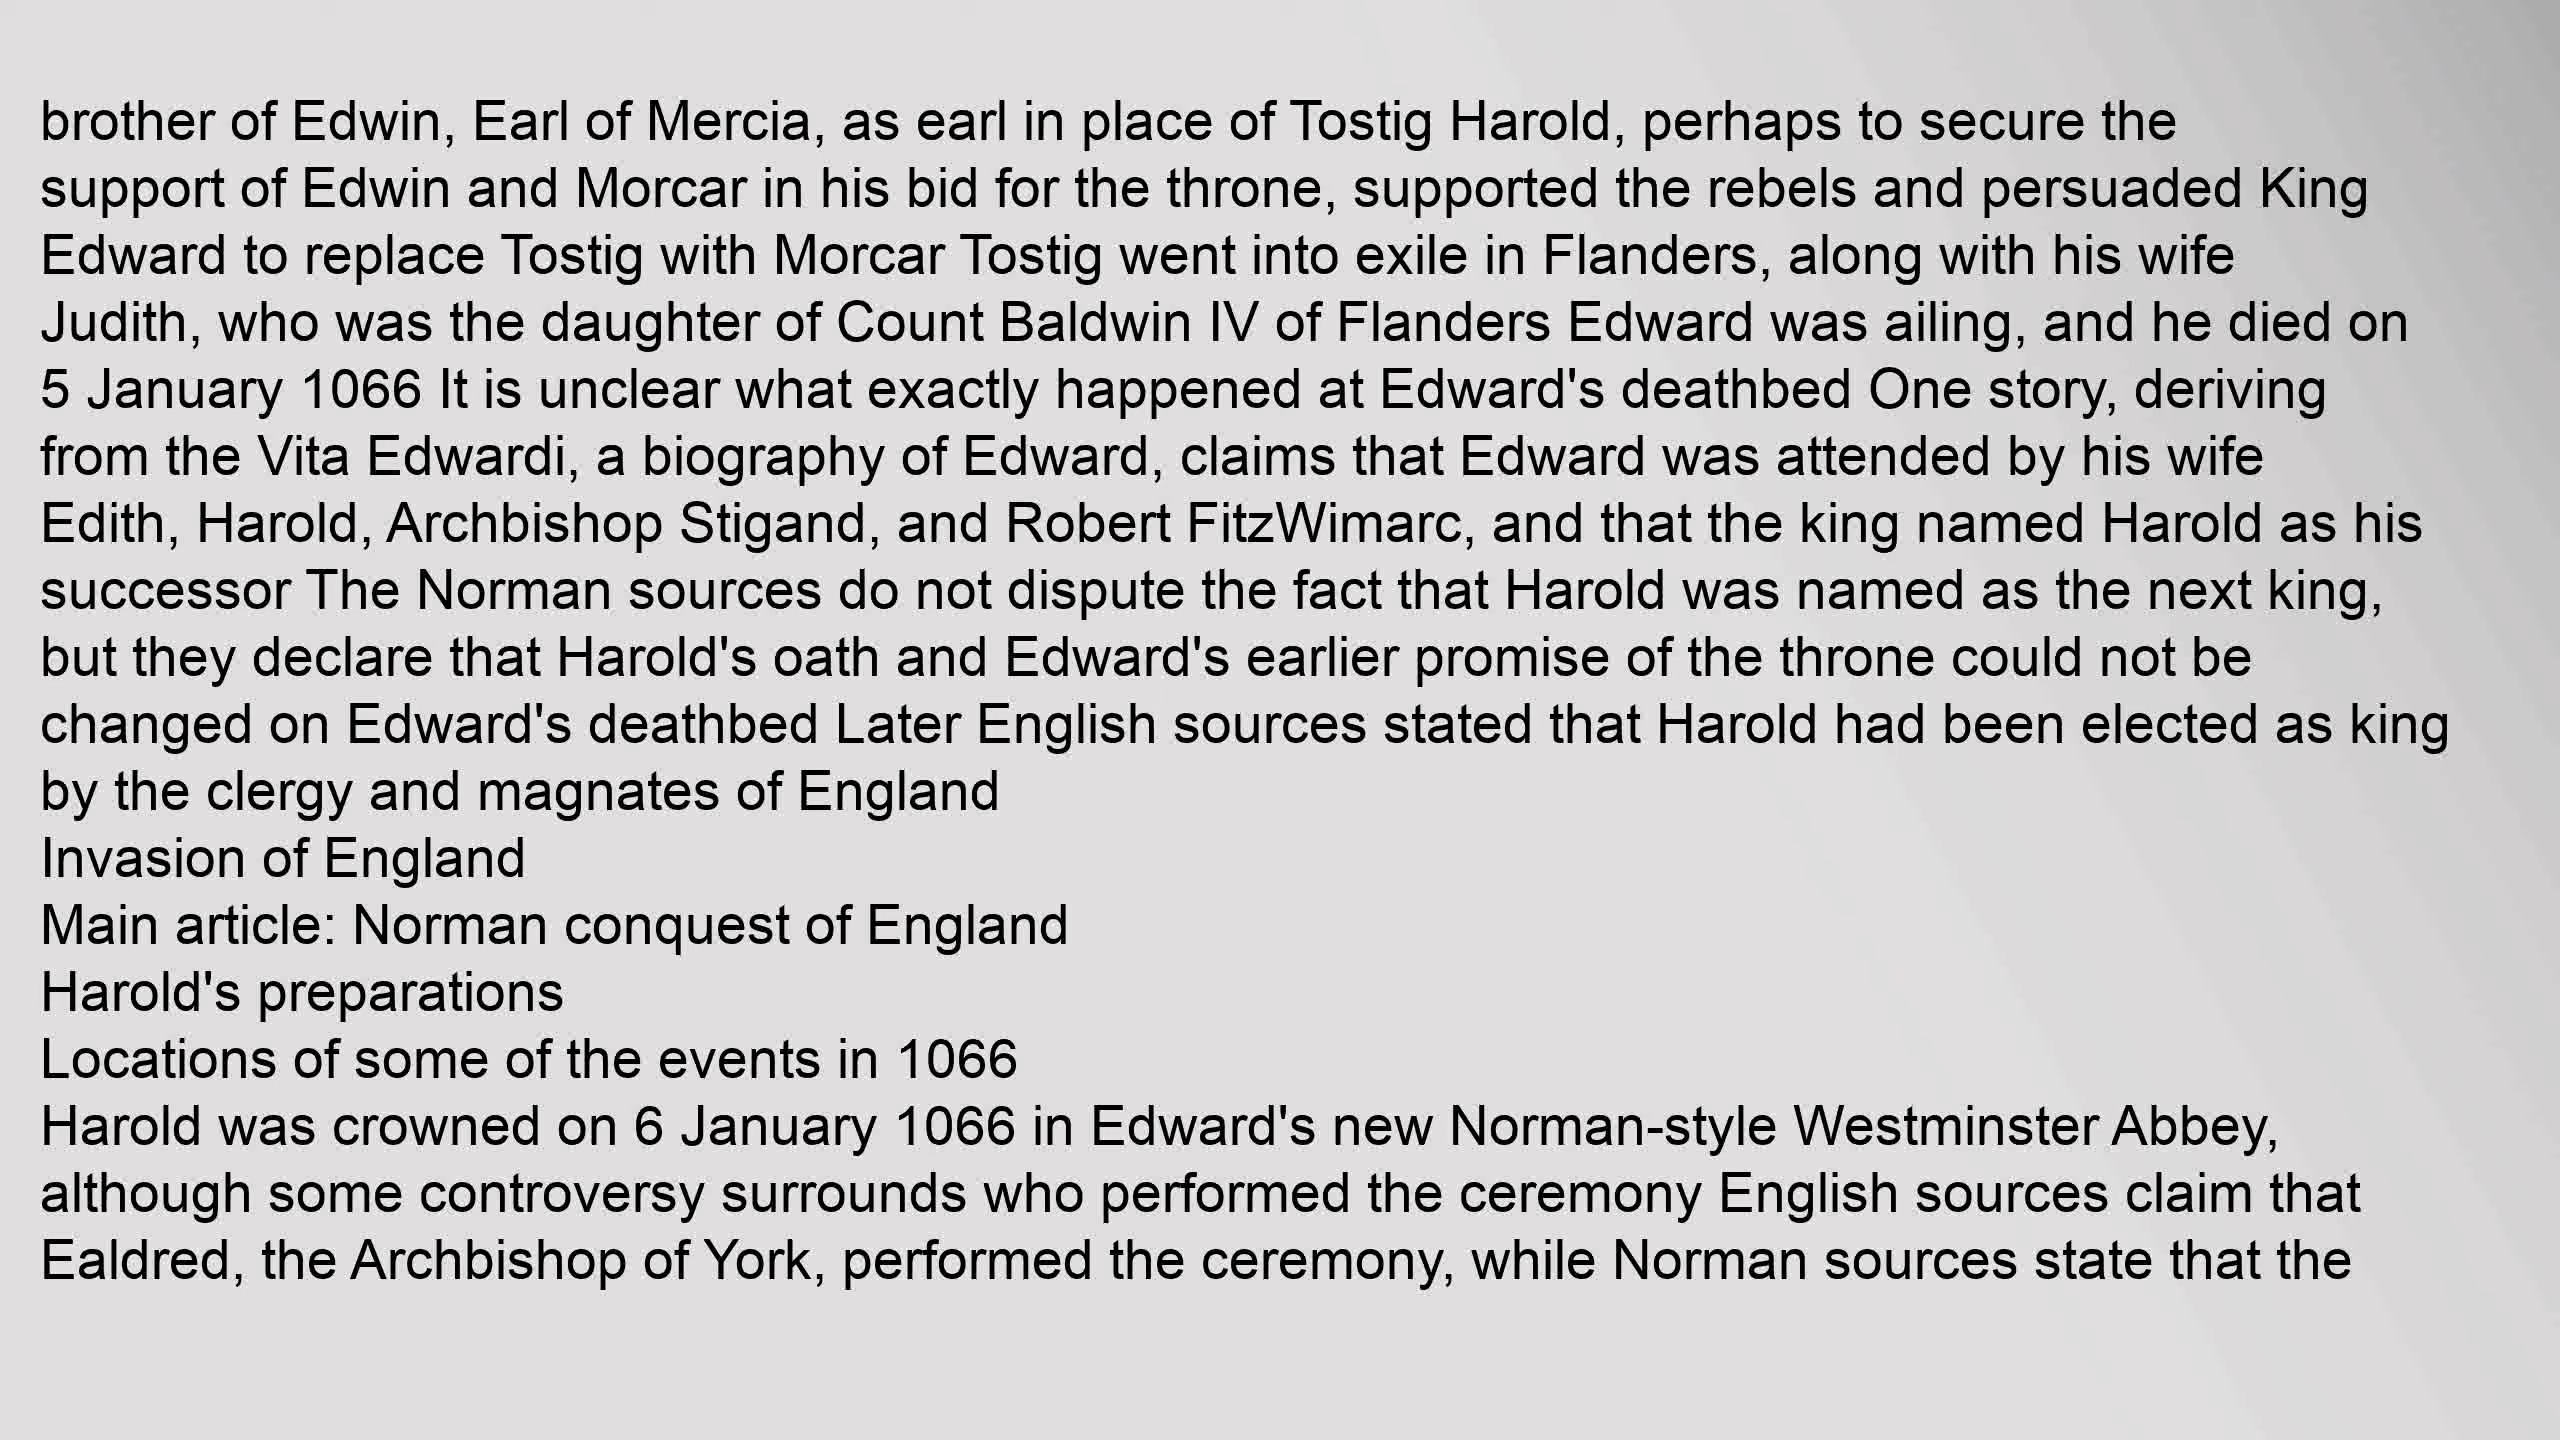 brother of Edwin, Earl of Mercia, as earl in place of Tostig Harold, perhaps to secure the
support of Edwin and Morcar in his bid for the throne, supported the rebels and persuaded King
Edward to replace Tostig with Morcar Tostig went into exile in Flanders, along with his wife
Judith, who was the daughter of Count Baldwin IV of Flanders Edward was ailing, and he died on
5 January 1066 It is unclear what exactly happened at Edward's deathbed One story, deriving
from the Vita Edwardi, a biography of Edward, claims that Edward was attended by his wife
Edith, Harold, Archbishop Stigand, and Robert FitzWimarc, and that the king named Harold as his
successor The Norman sources do not dispute the fact that Harold was named as the next king,
but they declare that Harold's oath and Edward's earlier promise of the throne could not be
changed on Edward's deathbed Later English sources stated that Harold had been elected as king
by the clergy and magnates of England
Invasion of England
Main article: Norman conquest of England
Harold's preparations
Locations of some of the events in 1066
Harold was crowned on 6 January 1066 in Edward's new Norman-style Westminster Abbey,
although some controversy surrounds who performed the ceremony English sources claim that
Ealdred, the Archbishop of York, performed the ceremony, while Norman sources state that the